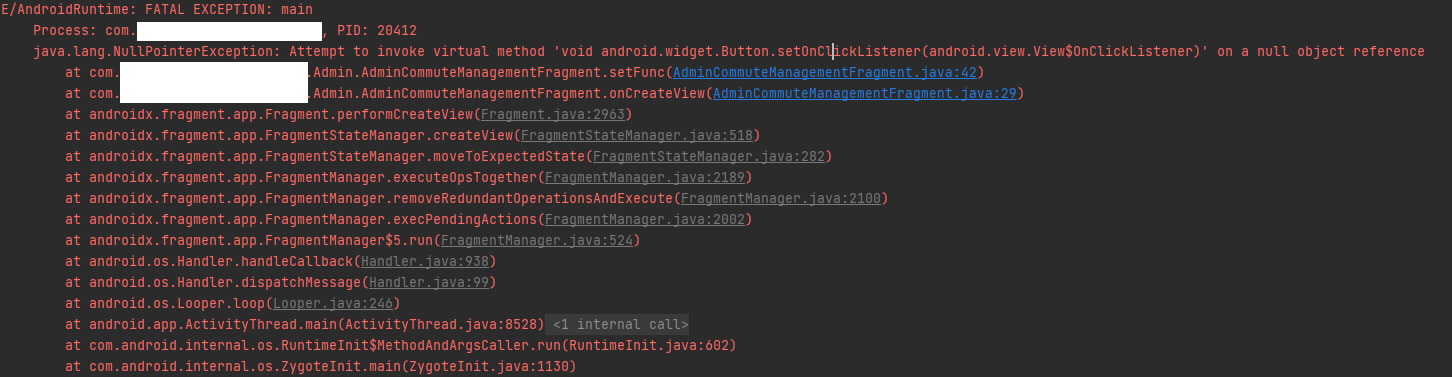 E/AndroidRuntime: FATAL EXCEPTION: main
Process: com. , PID: 20412
java.lang.NullPointerException: Attempt to invoke virtual method 'void android.widget.Button.setOnClickListener(android.view.View$OnClickListener)' on a null object reference
at com. .Admin.AdminCommuteManagementFragment.setFunc(AdminCommuteManagementFragment.java:42)
at com. .Admin.AdminCommuteManagementFragment.onCreateView(AdminCommuteManagementFragment.java:29)
at androidx.fragment.app.Fragment.performCreateView(Fragment.java:2963)
at androidx.fragment.app.FragmentStateManager.createView(FragmentStateManager.java:518)
at androidx.fragment.app.FragmentStateManager.moveToExpectedState(FragmentStateManager.java:282)
at androidx.fragment.app.FragmentManager.executeOpsTogether(FragmentManager.java:2189)
at androidx.fragment.app.FragmentManager.removeRedundantOperationsAndExecute(FragmentManager.java:2100)
at androidx.fragment.app.FragmentManager.execPendingActions(FragmentManager.java:2002)
at androidx.fragment.app.FragmentManager$5.run(FragmentManager.java:524)
at android.os.Handler.handleCallback(Handler.java:938)
at android.os.Handler.dispatchMessage(Handler.java:99)
at android.os.Looper.loop(Looper.java:246)
at android.app.ActivityThread.main(ActivityThread.java:8528) <1 internal call>
at com.android.internal.os.RuntimeInit$MethodAndArgsCaller.run(RuntimeInit.java:602)
at com.android.internal.os.ZygoteInit.main(ZygoteInit.java:1130)